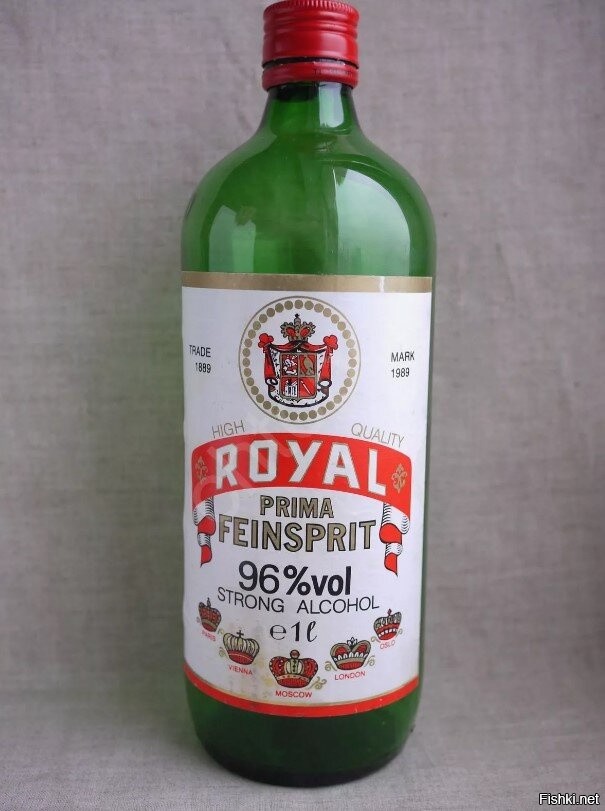 TRADE MARK
1889 1989
HIGH QUALITY
ROYAL
PRIMA
FEINSPRIT
96%vol
STRONG ALCOHOL
e 1ℓ
PARIS OSLO
VIENNA LONDON
MOSCOW
Fishki.net